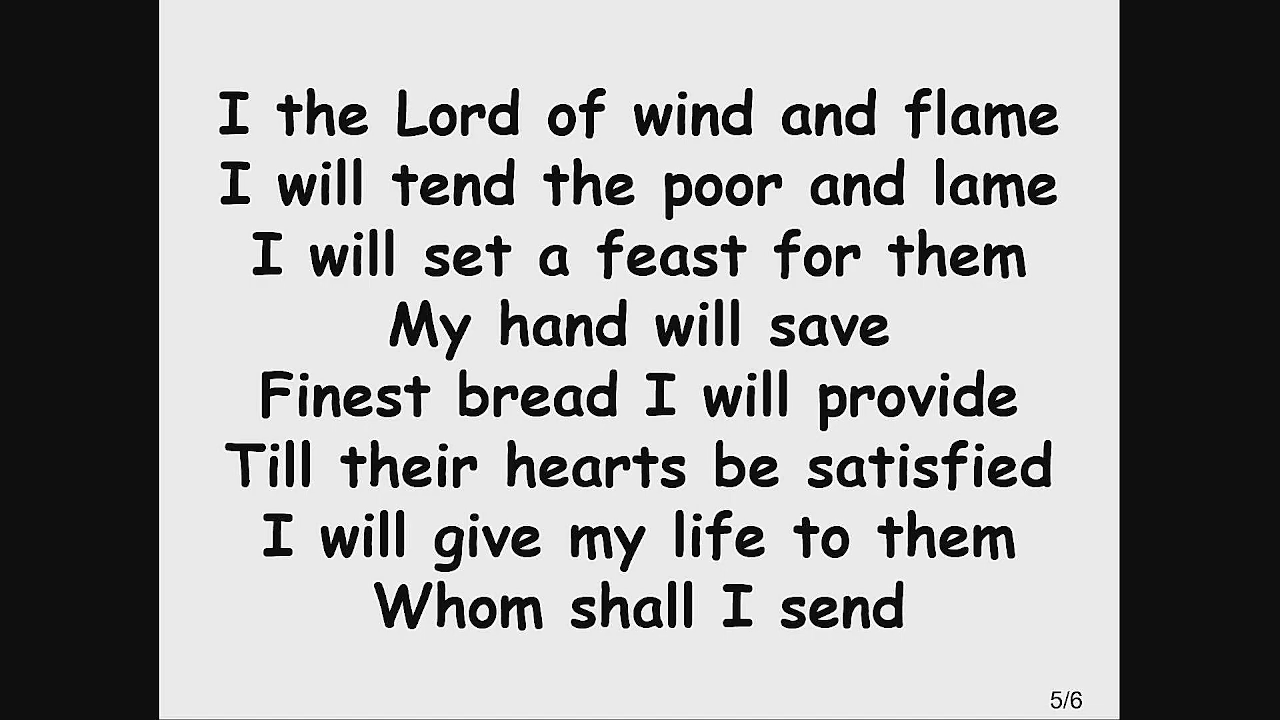 I the Lord of wind and flame
I will tend the poor and lame
I will set a feast for them
My hand will save
Finest bread I will provide
Till their hearts be satisfied
I will give my life to them
Whom shall I send
5/6